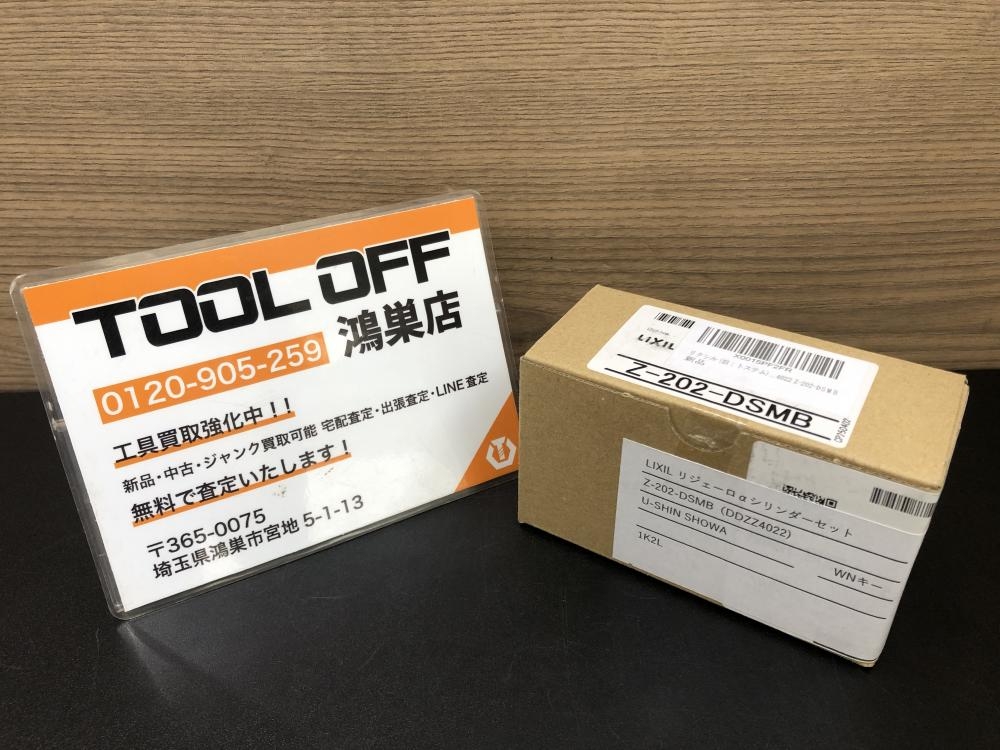 TOOL OFF
鴻巣店
0120-905-259
工具買取強化中!!
新品・中古・ジャンク買取可能 宅配査定・出張査定・LINE査定
無料で査定いたします!
〒365-0075
埼玉県鴻巣市宮地 5-1-13
LIXIL
X001SPF2FR
新品
Z-202-DSMB
LIXIL リジェーロαシリンダーセット
Z-202-DSMB (DDZZ4022)
U-SHIN SHOWA
WNキー
1K2L